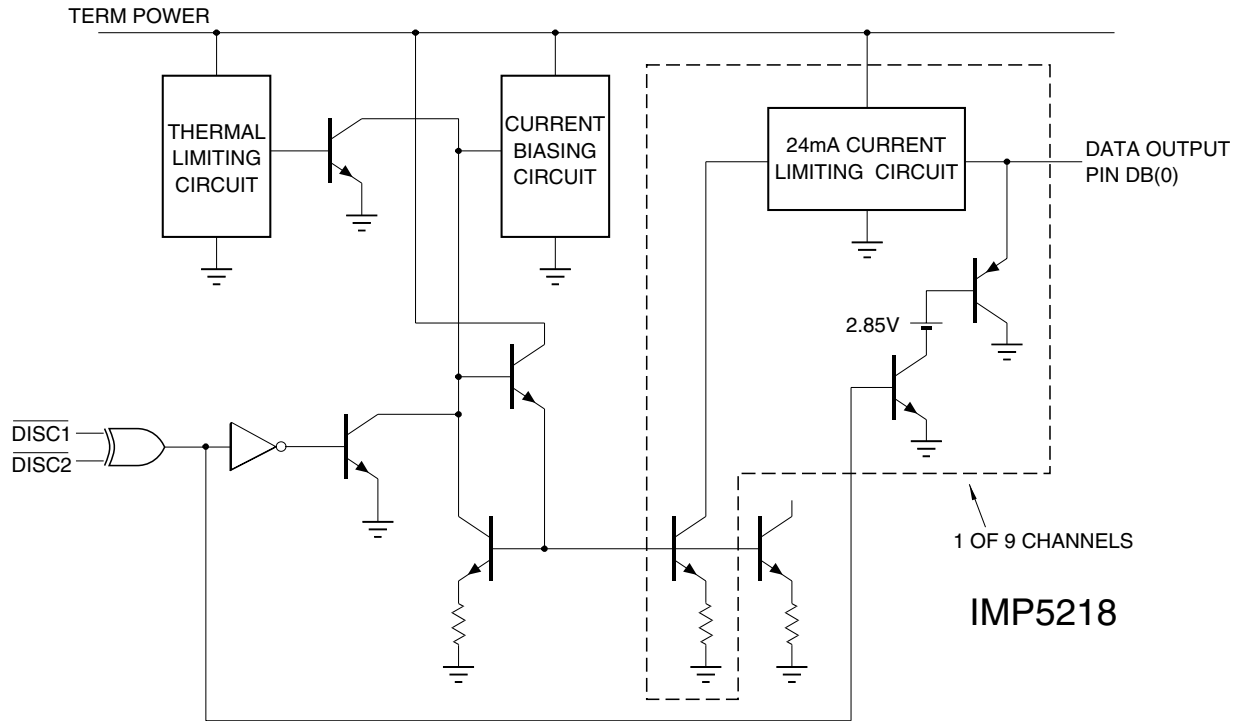 TERM POWER
THERMAL
LIMITING
CIRCUIT
CURRENT
BIASING
CIRCUIT
24mA CURRENT
LIMITING CIRCUIT
DATA OUTPUT
PIN DB(0)
2.85V
DISC1
DISC2
1 OF 9 CHANNELS
IMP5218